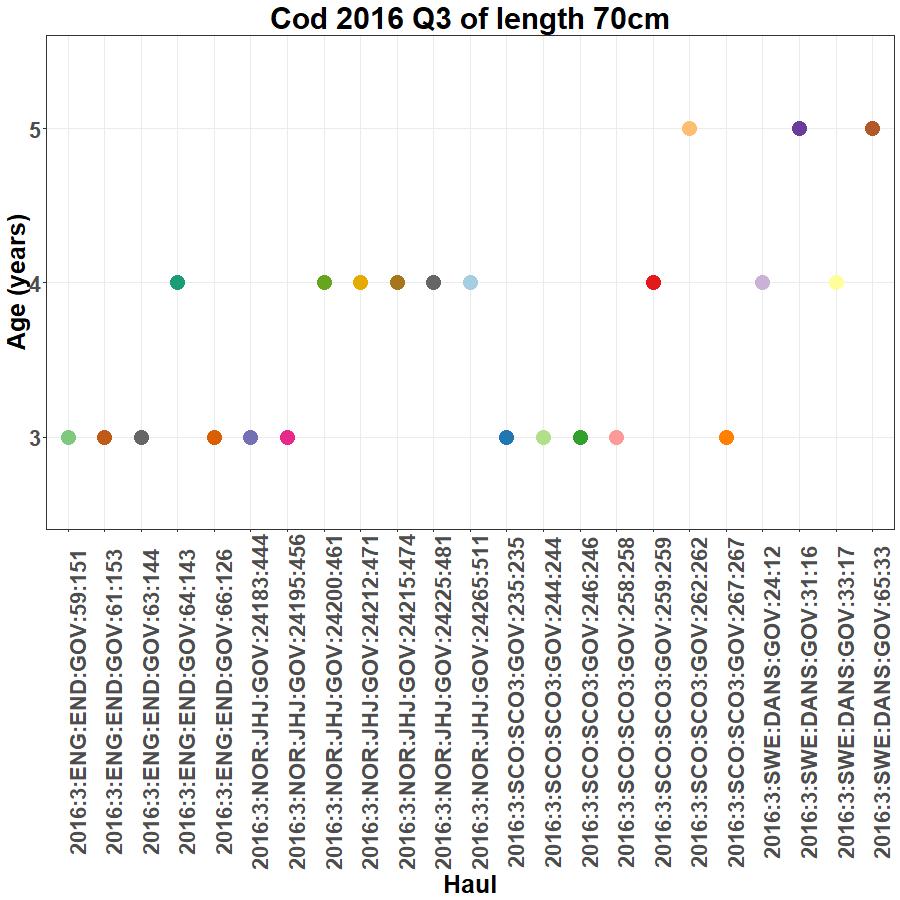 Cod 2016 Q3 of length 70cm
Age (years)
5
4
3
2016:3:ENG:END:GOV:59:151
2016:3:ENG:END:GOV:61:153
2016:3:ENG:END:GOV:63:144
2016:3:ENG:END:GOV:64:143
2016:3:ENG:END:GOV:66:126
2016:3:NOR:JHJ:GOV:24183:444
2016:3:NOR:JHJ:GOV:24195:456
2016:3:NOR:JHJ:GOV:24200:461
2016:3:NOR:JHJ:GOV:24212:471
2016:3:NOR:JHJ:GOV:24215:474
2016:3:NOR:JHJ:GOV:24225:481
2016:3:NOR:JHJ:GOV:24265:511
2016:3:SCO:SCO3:GOV:235:235
2016:3:SCO:SCO3:GOV:244:244
2016:3:SCO:SCO3:GOV:246:246
2016:3:SCO:SCO3:GOV:258:258
2016:3:SCO:SCO3:GOV:259:259
2016:3:SCO:SCO3:GOV:262:262
2016:3:SCO:SCO3:GOV:267:267
2016:3:SWE:DANS:GOV:24:12
2016:3:SWE:DANS:GOV:31:16
2016:3:SWE:DANS:GOV:33:17
2016:3:SWE:DANS:GOV:65:33
Haul